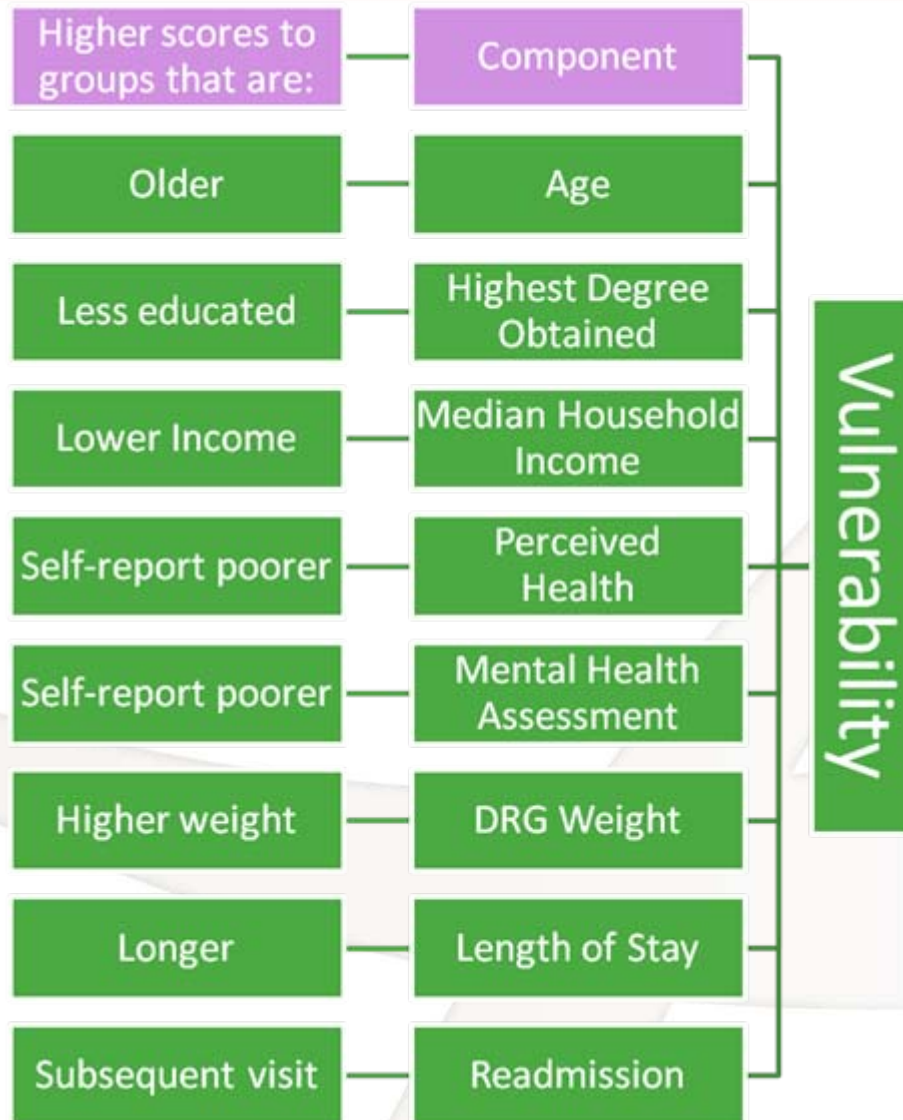 Higher scores to
groups that are:
Component
Older
Age
Less educated
Highest Degree
Obtained
Lower Income
Median Household
Income
Self-report poorer
Perceived
Health
Self-report poorer
Mental Health
Assessment
Higher weight
DRG Weight
Longer
Length of Stay
Subsequent visit
Readmission
Vulnerability